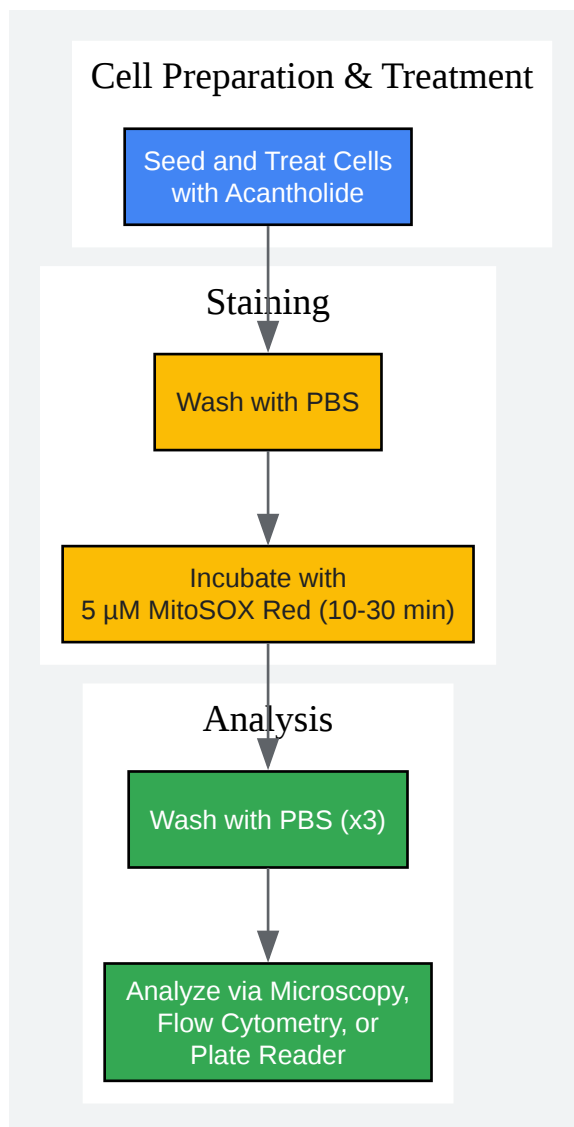 Cell Preparation & Treatment
Seed and Treat Cells
with Acantholide
Staining
Wash with PBS
Incubate with
5 µM MitoSOX Red (10-30 min)
Analysis
Wash with PBS (x3)
Analyze via Microscopy,
Flow Cytometry, or
Plate Reader